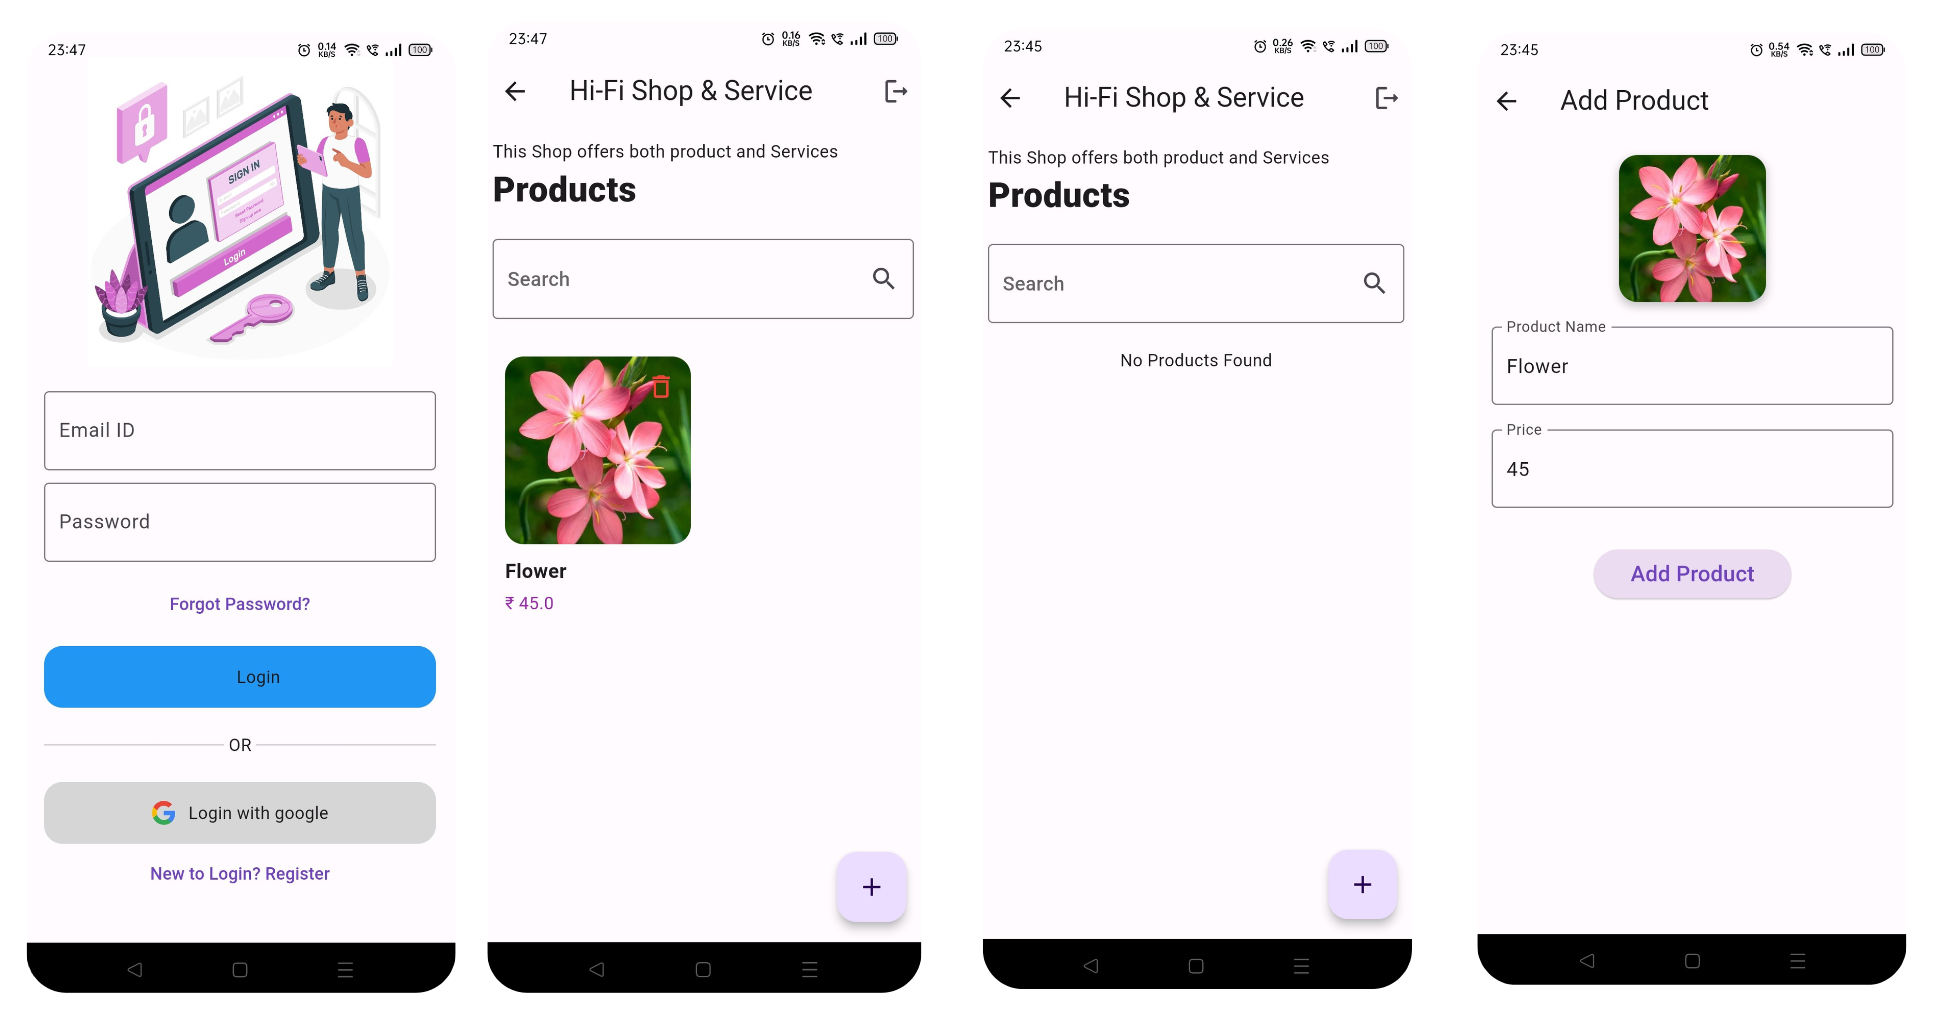 23:47
0.14
KB/S
100
SIGN IN
Login
Email ID
Password
Forgot Password?
Login
OR
Login with google
New to Login? Register
23:47
0.16
KB/S
100
Hi-Fi Shop & Service
This Shop offers both product and Services
Products
Search
Flower
₹ 45.0
+
23:45
0.26
KB/S
100
Hi-Fi Shop & Service
This Shop offers both product and Services
Products
Search
No Products Found
+
23:45
0.54
KB/S
100
Add Product
Product Name
Flower
Price
45
Add Product